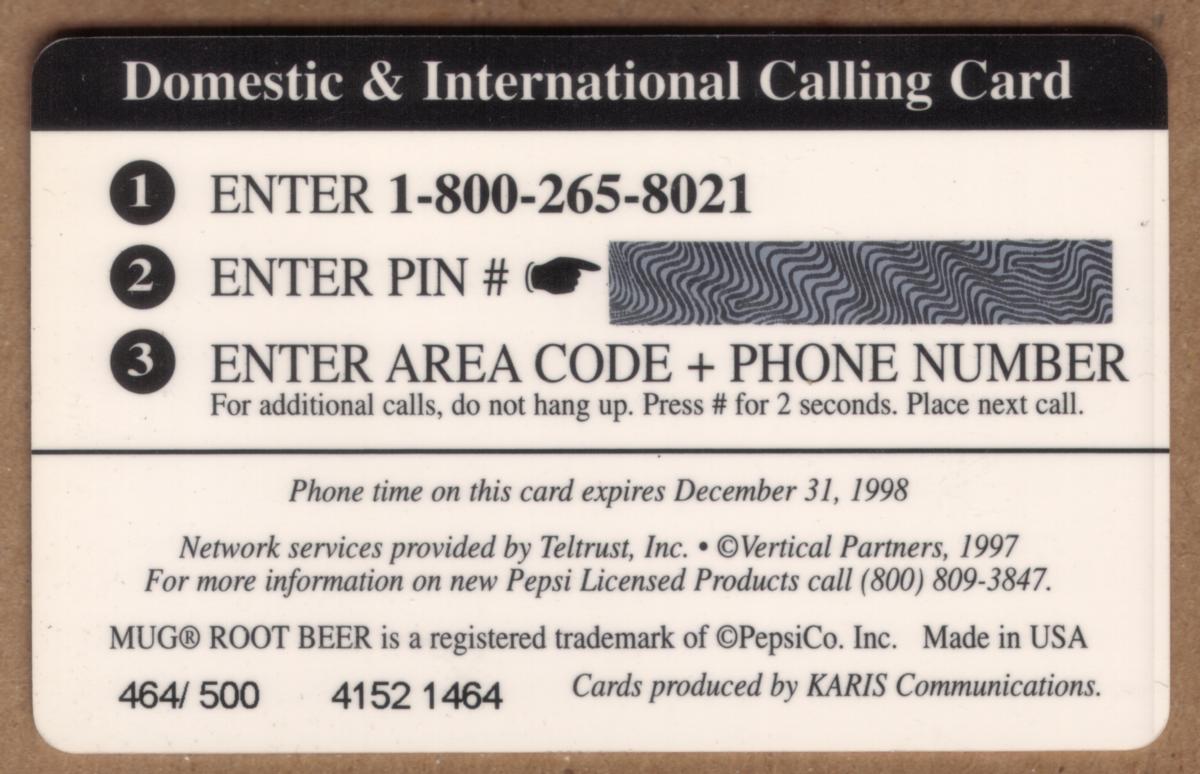 Domestic & International Calling Card
1 ENTER 1-800-265-8021
2 ENTER PIN #
3 ENTER AREA CODE + PHONE NUMBER
For additional calls, do not hang up. Press # for 2 seconds. Place next call.
Phone time on this card expires December 31, 1998
Network services provided by Teltrust, Inc. • ©Vertical Partners, 1997
For more information on new Pepsi Licensed Products call (800) 809-3847.
MUG® ROOT BEER is a registered trademark of ©PepsiCo. Inc. Made in USA
464/ 500 4152 1464 Cards produced by KARIS Communications.